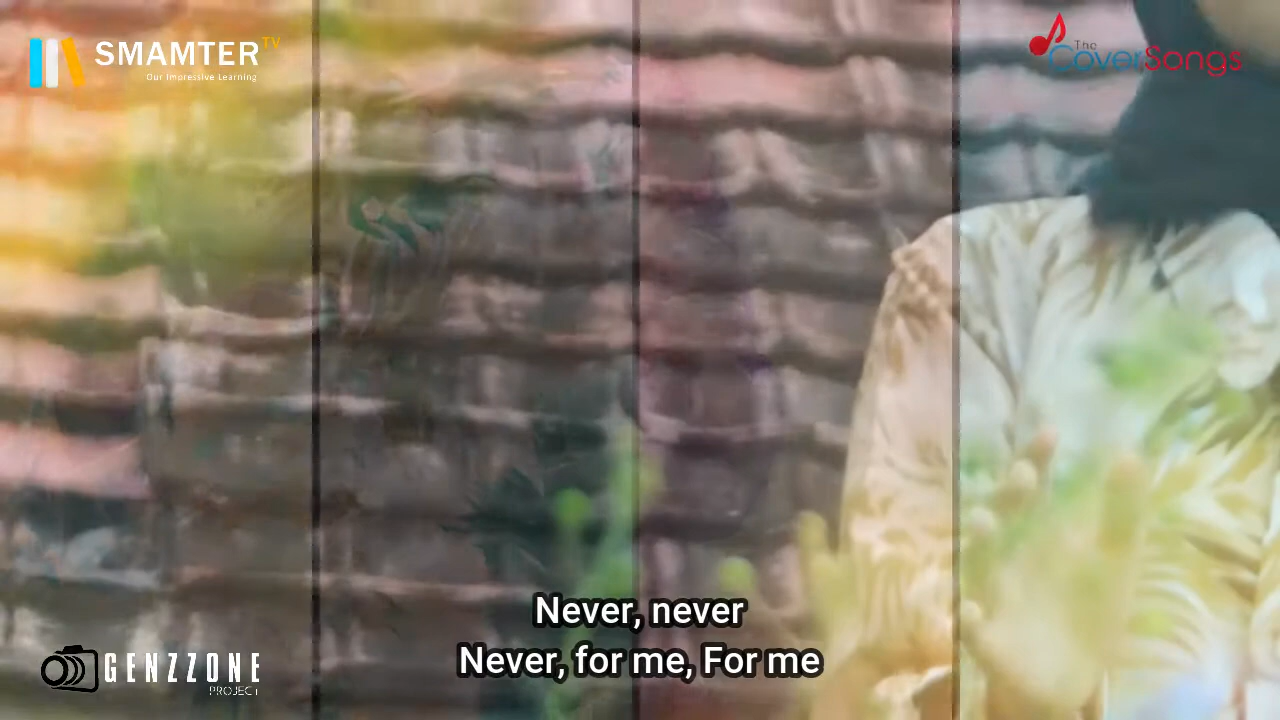 SMAMTER TV
Our Impressive Learning
The
CoverSongs
Never, never
Never, for me, For me
GENZZONE
PROJECT